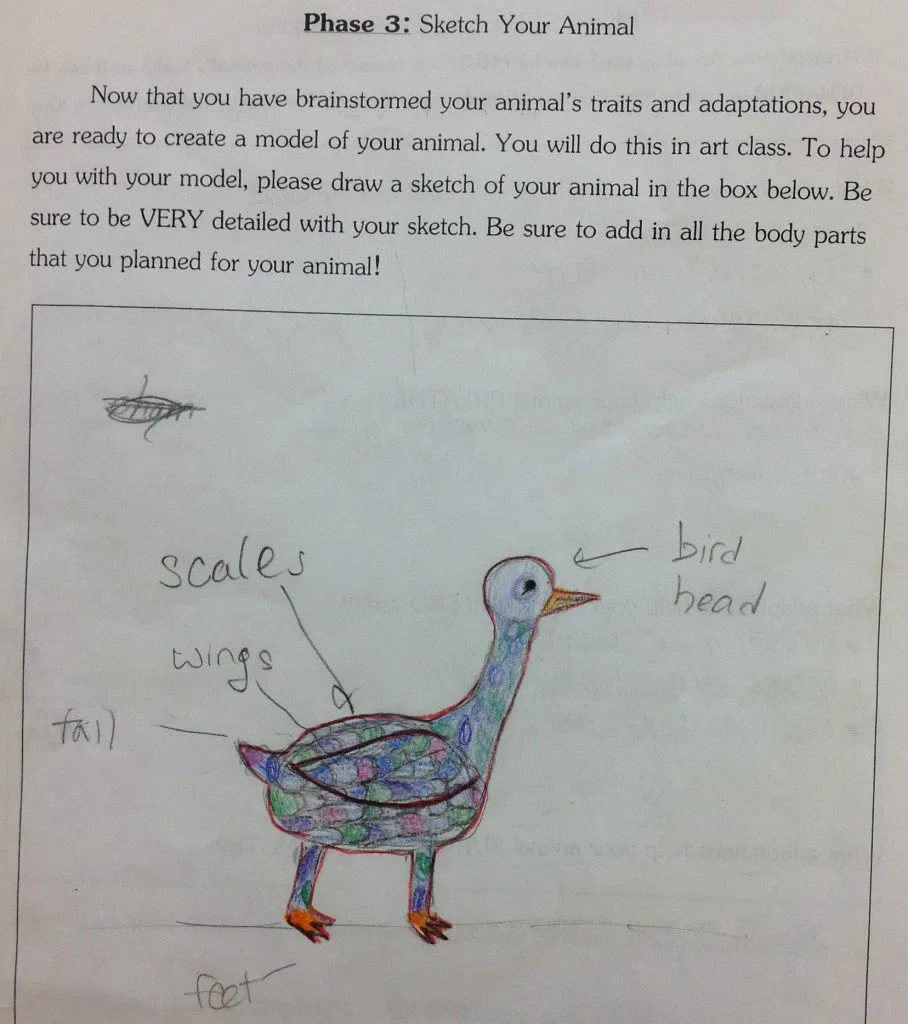 Phase 3: Sketch Your Animal
Now that you have brainstormed your animal's traits and adaptations, you
are ready to create a model of your animal. You will do this in art class. To help
you with your model, please draw a sketch of your animal in the box below. Be
sure to be VERY detailed with your sketch. Be sure to add in all the body parts
that you planned for your animal!
scales
bird
head
wings
tail
feet